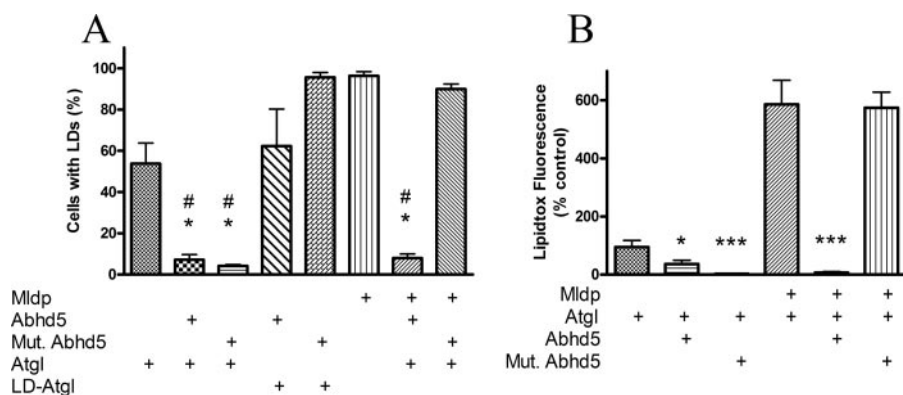 A
Cells with LDs (%)
100
80
60
40
20
0
# #
* *
#
*
Mldp + + +
Abhd5 + + +
Mut. Abhd5 + + +
Atgl + + + + +
LD-Atgl + +
B
Lipidtox Fluorescence
(% control)
600
400
200
0
* *** ***
Mldp + + +
Atgl + + + + + +
Abhd5 + +
Mut. Abhd5 + +